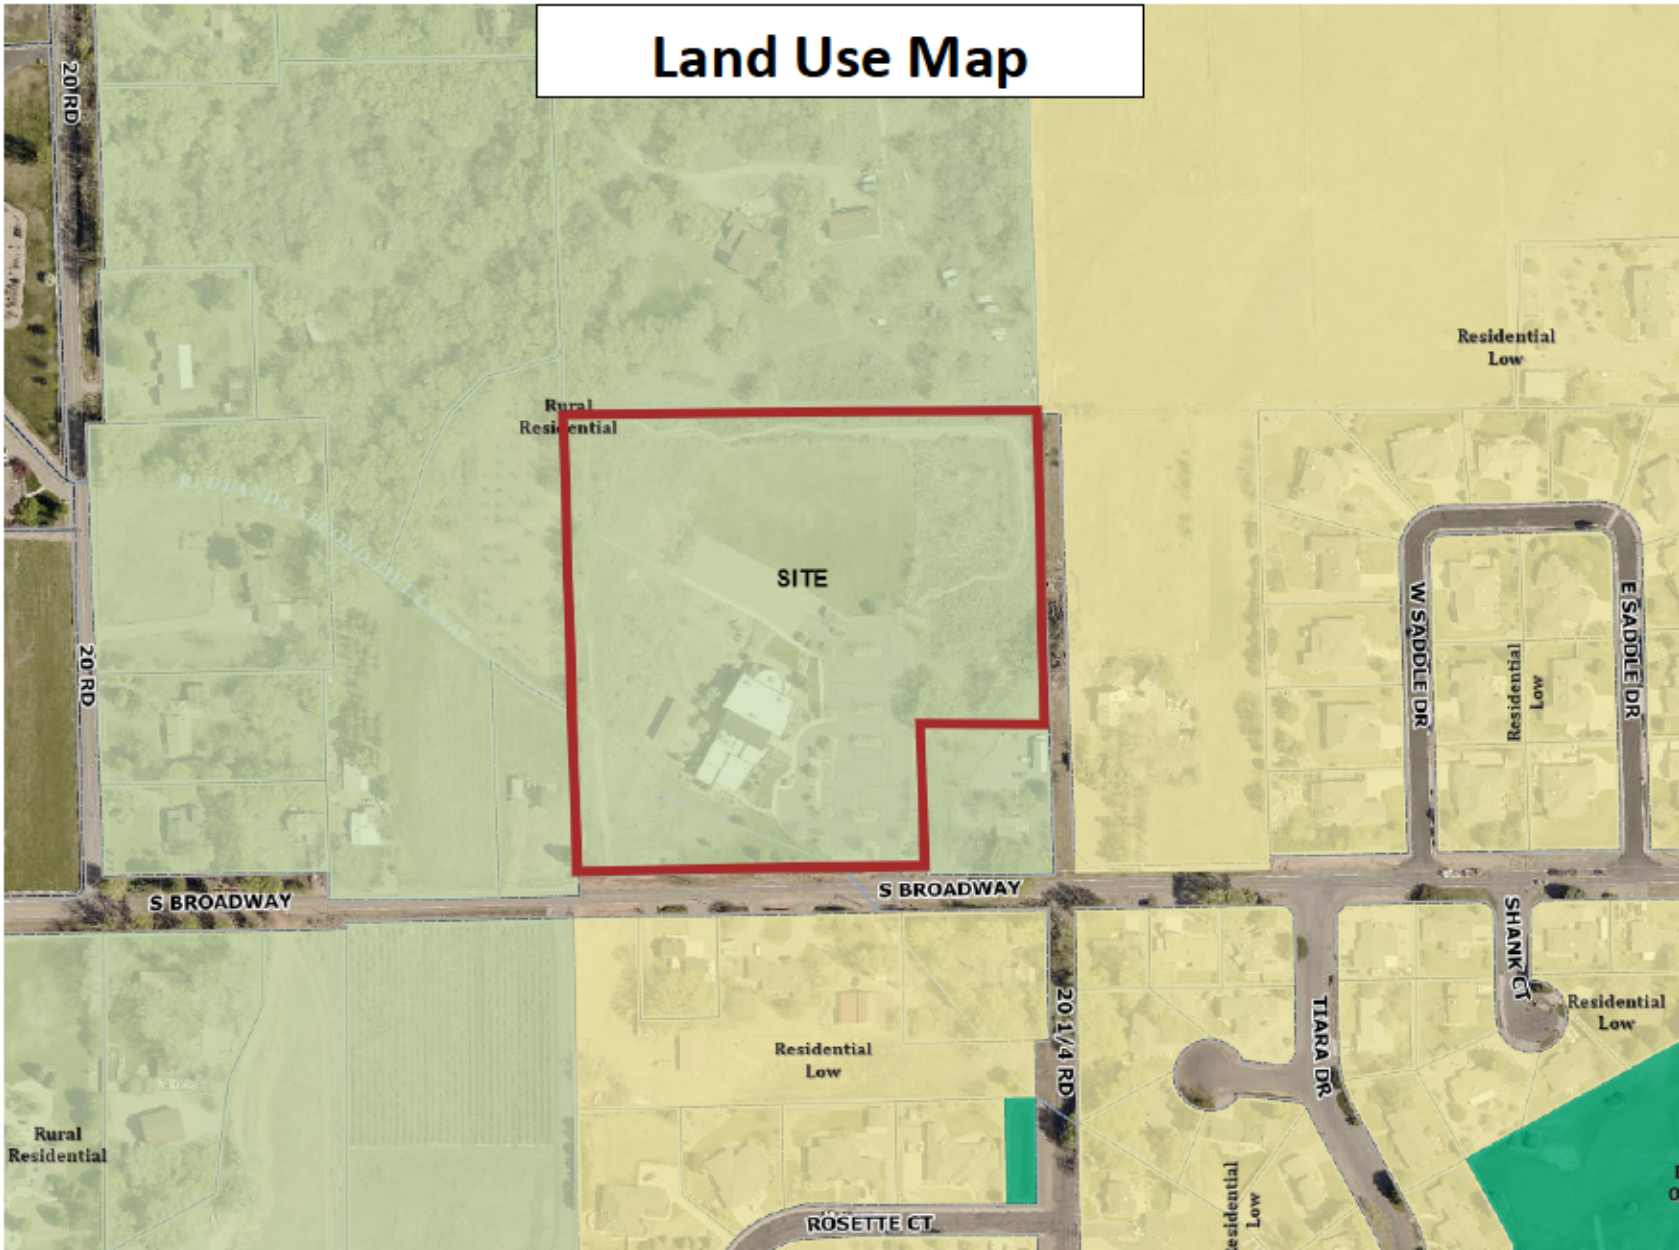 Land Use Map
20 RD
Residential
Low
Rural
Residential
SITE
W SADDLE DR
E SADDLE DR
Residential
Low
20 RD
S BROADWAY
S BROADWAY
SHANK CT
20 1/4 RD
TIARA DR
Residential
Low
Residential
Low
Rural
Residential
Residential
Low
ROSETTE CT